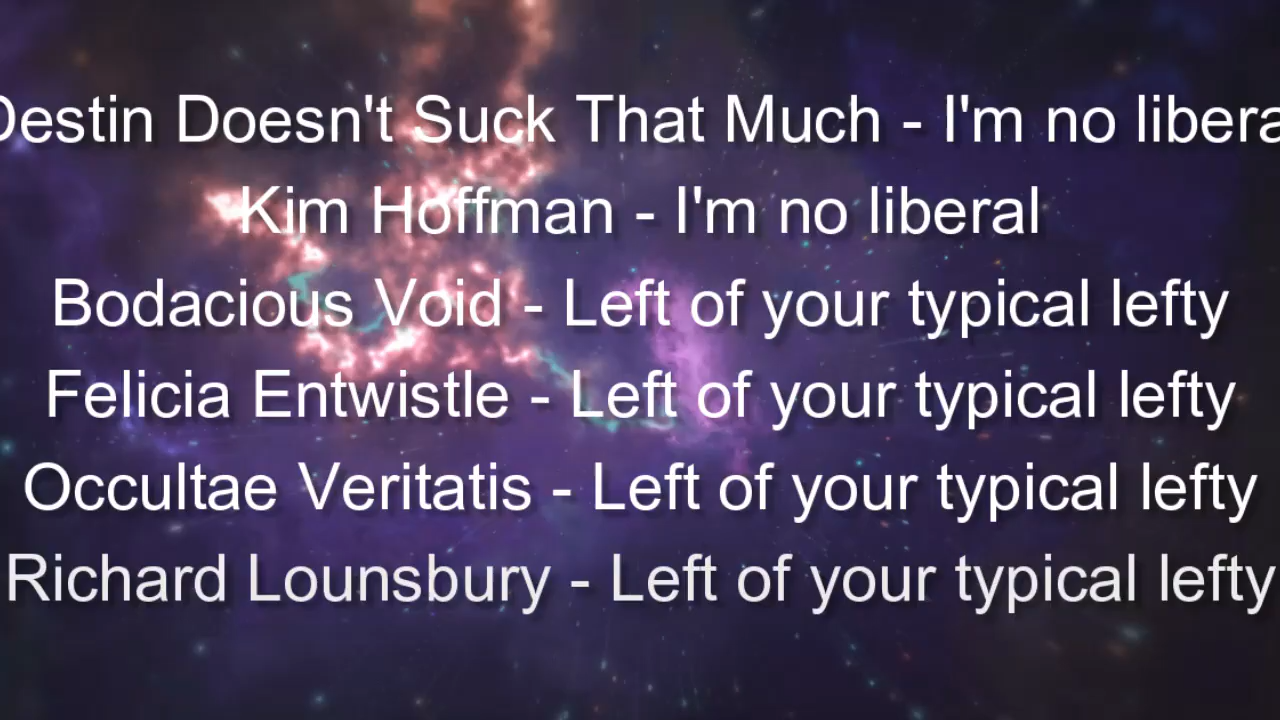 Destin Doesn't Suck That Much - I'm no libera
Kim Hoffman - I'm no liberal
Bodacious Void - Left of your typical lefty
Felicia Entwistle - Left of your typical lefty
Occultae Veritatis - Left of your typical lefty
Richard Lounsbury - Left of your typical lefty